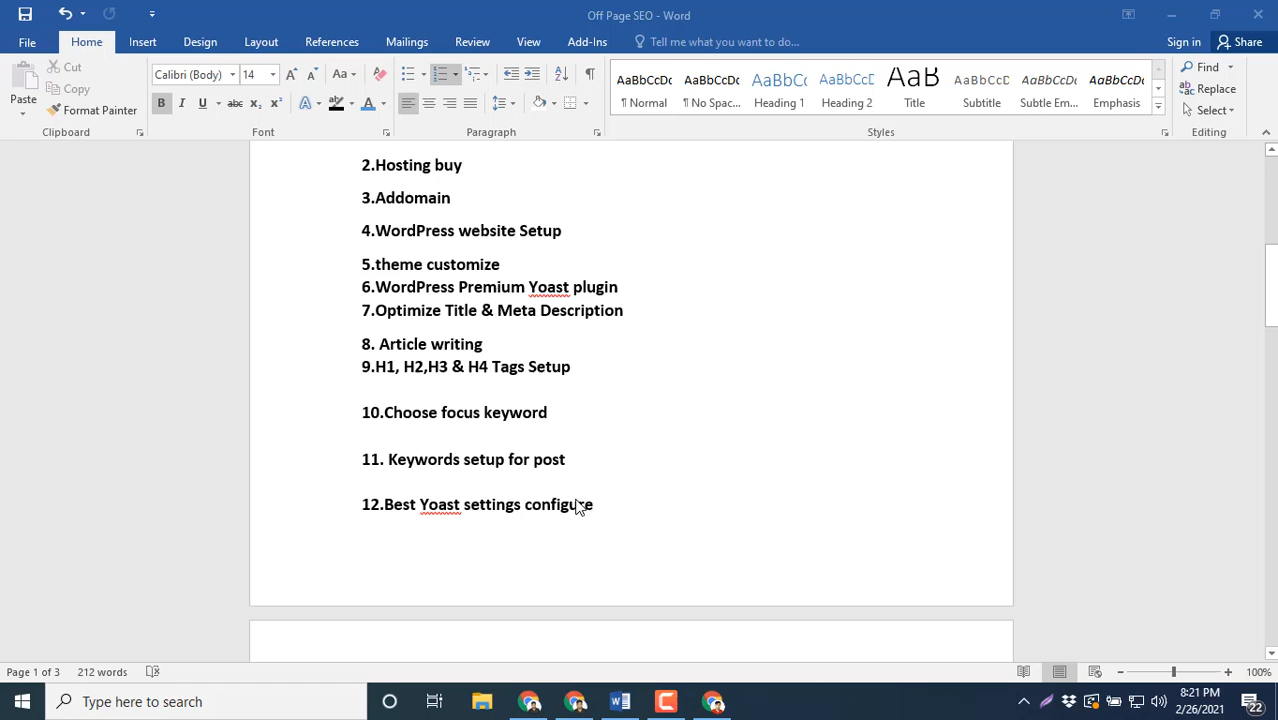 Off Page SEO - Word
File
Home
Insert
Design
Layout
References
Mailings
Review
View
Add-Ins
Tell me what you want to do...
Sign in
Share
Paste
Cut
Copy
Format Painter
Clipboard
Calibri (Body)
14
Font
Paragraph
AaBbCcDc
¶ Normal
AaBbCcDc
¶ No Spac...
AaBbCc
Heading 1
AaBbCcE
Heading 2
AaB
Title
AaBbCcD
Subtitle
AaBbCcDt
Subtle Em...
AaBbCcDt
Emphasis
Styles
Find
Replace
Select
Editing
2.Hosting buy
3.Addomain
4.WordPress website Setup
5.theme customize
6.WordPress Premium Yoast plugin
7.Optimize Title & Meta Description
8. Article writing
9.H1, H2,H3 & H4 Tags Setup
10.Choose focus keyword
11. Keywords setup for post
12.Best Yoast settings configure
Page 1 of 3
212 words
100%
Type here to search
8:21 PM
2/26/2021
22